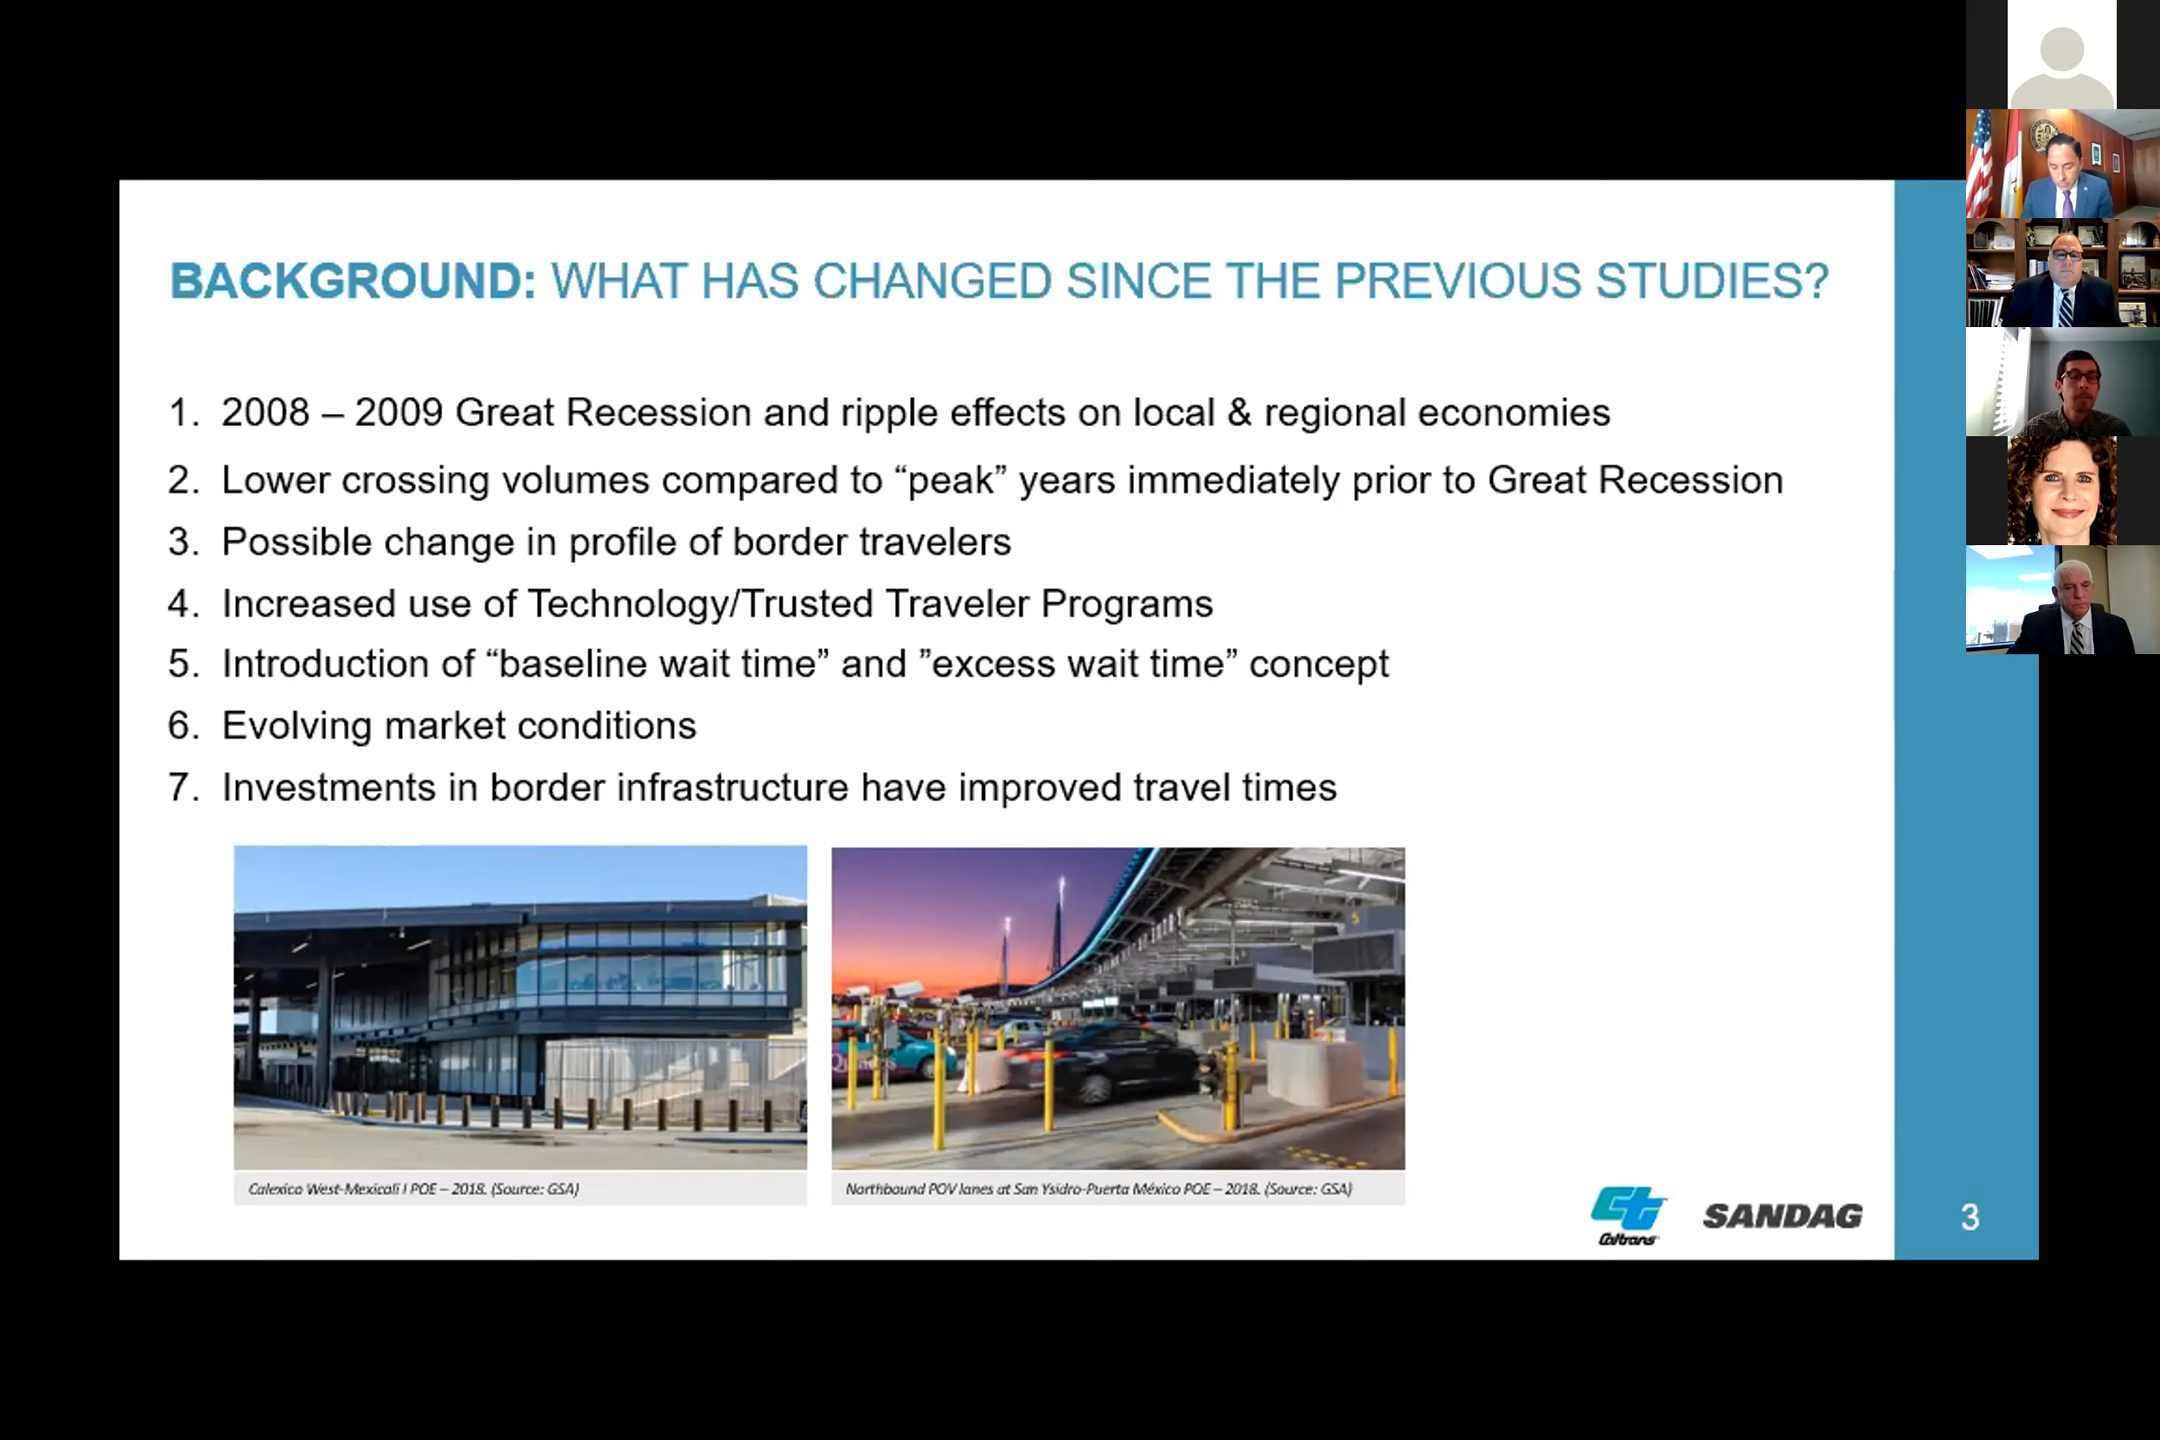 BACKGROUND: WHAT HAS CHANGED SINCE THE PREVIOUS STUDIES?
1. 2008 – 2009 Great Recession and ripple effects on local & regional economies
2. Lower crossing volumes compared to “peak” years immediately prior to Great Recession
3. Possible change in profile of border travelers
4. Increased use of Technology/Trusted Traveler Programs
5. Introduction of “baseline wait time” and ”excess wait time” concept
6. Evolving market conditions
7. Investments in border infrastructure have improved travel times
5
Calexico West-Mexicali I POE – 2018. (Source: GSA)
Northbound POV lanes at San Ysidro-Puerta México POE – 2018. (Source: GSA)
Ct
Caltrans
SANDAG
3